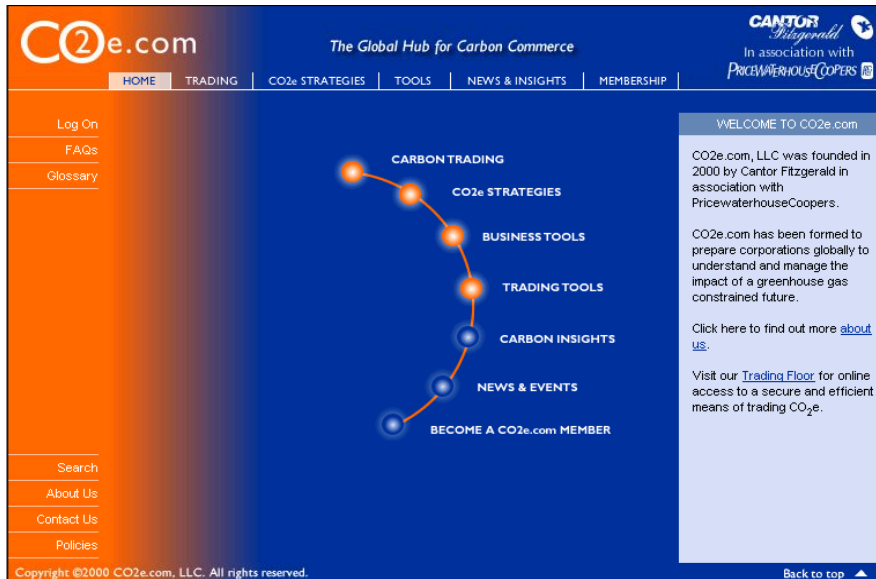 CO2e.com
The Global Hub for Carbon Commerce
CANTOR
Fitzgerald
In association with
PRICEWATERHOUSECOOPERS
HOME TRADING CO2e STRATEGIES TOOLS NEWS & INSIGHTS MEMBERSHIP
Log On
FAQs
Glossary
CARBON TRADING
CO2e STRATEGIES
BUSINESS TOOLS
TRADING TOOLS
CARBON INSIGHTS
NEWS & EVENTS
BECOME A CO2e.com MEMBER
WELCOME TO CO2e.com
CO2e.com, LLC was founded in
2000 by Cantor Fitzgerald in
association with
PricewaterhouseCoopers.
CO2e.com has been formed to
prepare corporations globally to
understand and manage the
impact of a greenhouse gas
constrained future.
Click here to find out more about
us.
Visit our Trading Floor for online
access to a secure and efficient
means of trading CO₂e.
Search
About Us
Contact Us
Policies
Copyright ©2000 CO2e.com, LLC. All rights reserved.
Back to top